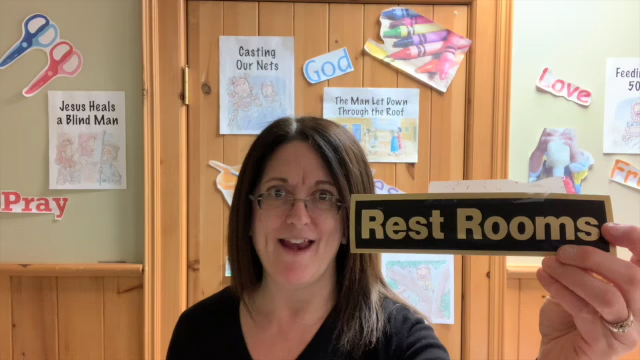 Casting
Our Nets
God
Jesus Heals
a Blind Man
The Man Let Down
Through the Roof
Love
Feeding
Pray
Rest Rooms